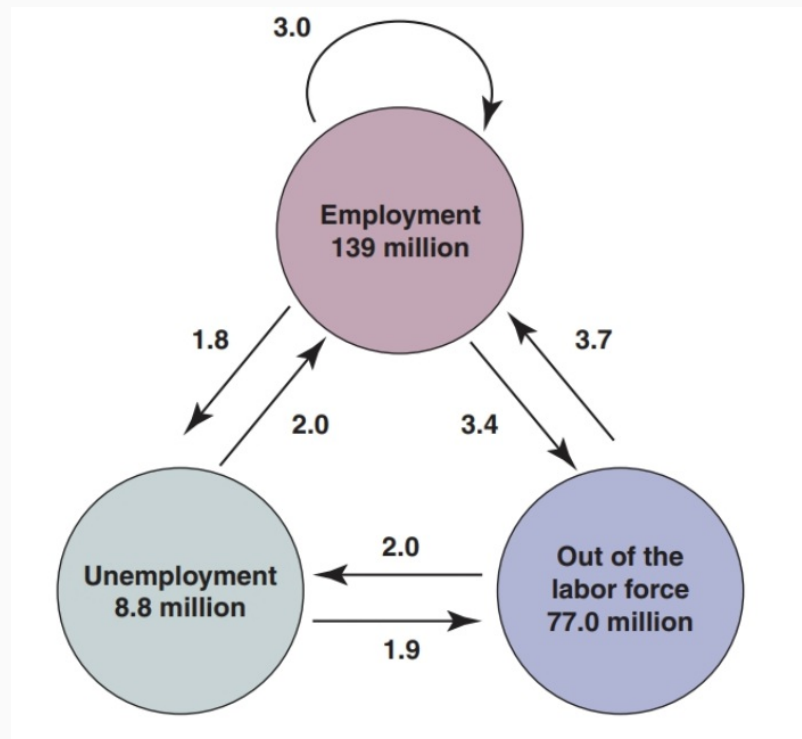 3.0
Employment
139 million
1.8
3.7
2.0
3.4
Unemployment
8.8 million
2.0
1.9
Out of the
labor force
77.0 million